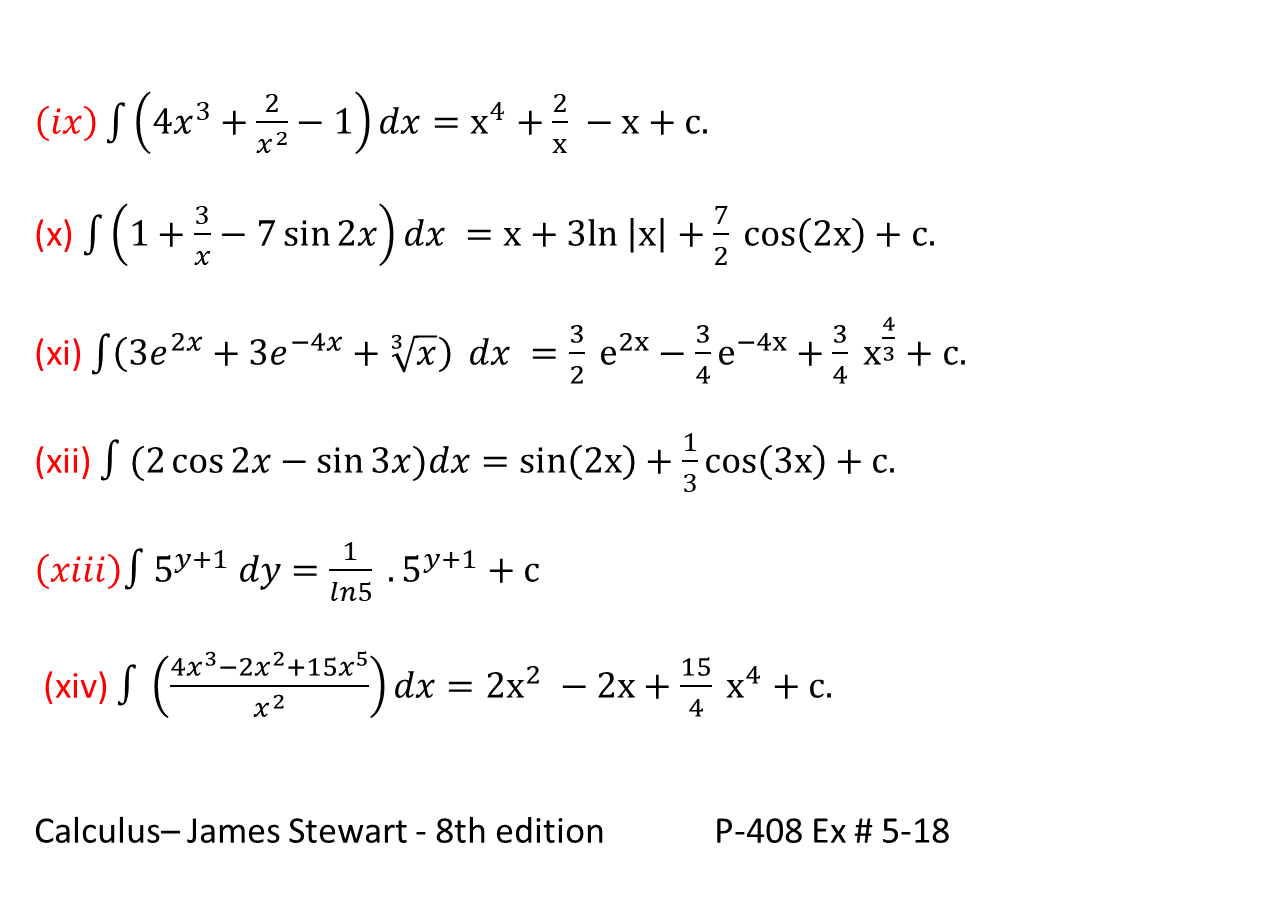 (ix) ∫ (4x³ + 2/x² − 1) dx = x⁴ + 2/x − x + c.
(x) ∫ (1 + 3/x − 7 sin 2x) dx = x + 3ln |x| + 7/2 cos(2x) + c.
(xi) ∫(3e^{2x} + 3e^{−4x} + ∛x) dx = 3/2 e^{2x} − 3/4 e^{−4x} + 3/4 x^{4/3} + c.
(xii) ∫ (2 cos 2x − sin 3x)dx = sin(2x) + 1/3 cos(3x) + c.
(xiii)∫ 5^{y+1} dy = 1/ln5 . 5^{y+1} + c
(xiv) ∫ ((4x³−2x²+15x⁵)/x²) dx = 2x² − 2x + 15/4 x⁴ + c.
Calculus– James Stewart - 8th edition P-408 Ex # 5-18